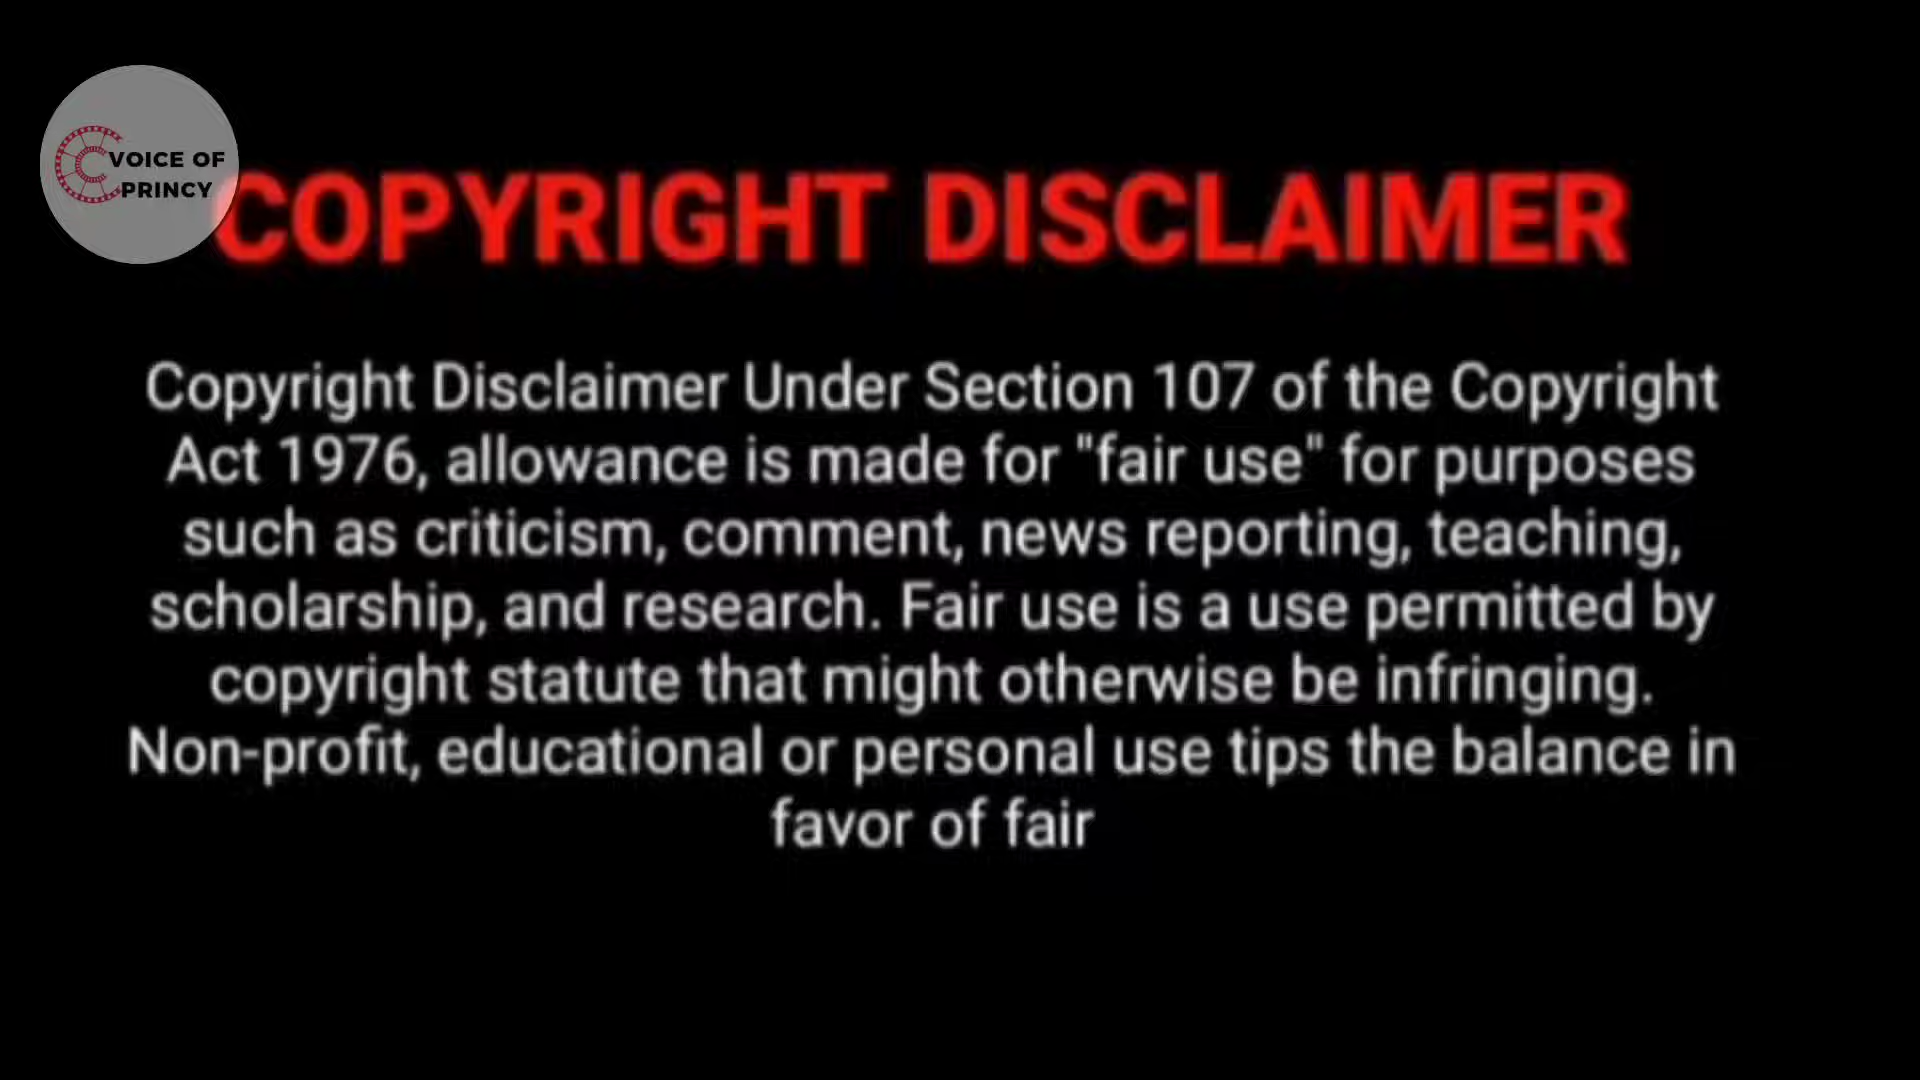 VOICE OF
PRINCY
COPYRIGHT DISCLAIMER
Copyright Disclaimer Under Section 107 of the Copyright
Act 1976, allowance is made for "fair use" for purposes
such as criticism, comment, news reporting, teaching,
scholarship, and research. Fair use is a use permitted by
copyright statute that might otherwise be infringing.
Non-profit, educational or personal use tips the balance in
favor of fair